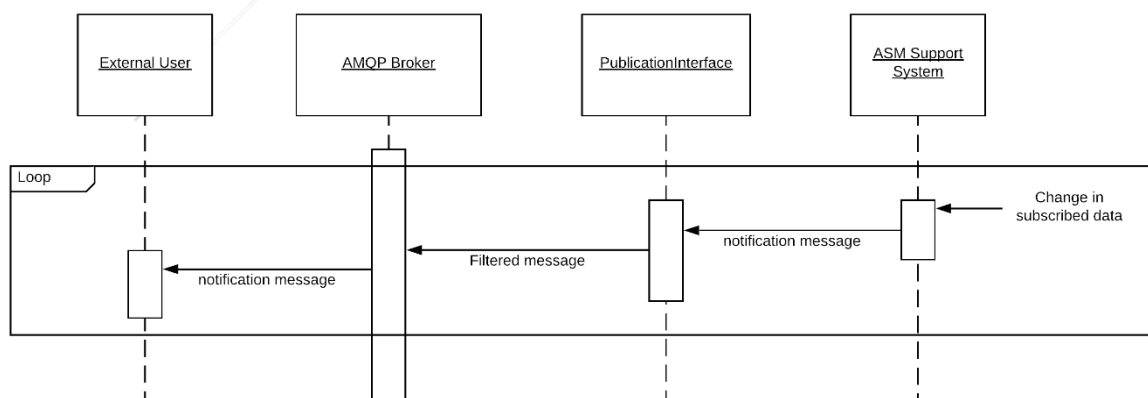 External User
AMQP Broker
PublicationInterface
ASM Support
System
Loop
Change in
subscribed data
notification message
Filtered message
notification message